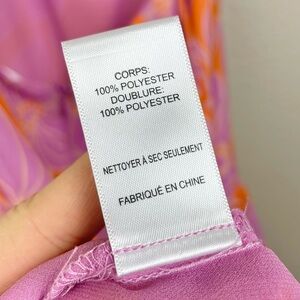 CORPS:
100% POLYESTER
DOUBLURE:
100% POLYESTER
NETTOYER À SEC SEULEMENT
FABRIQUÉ EN CHINE